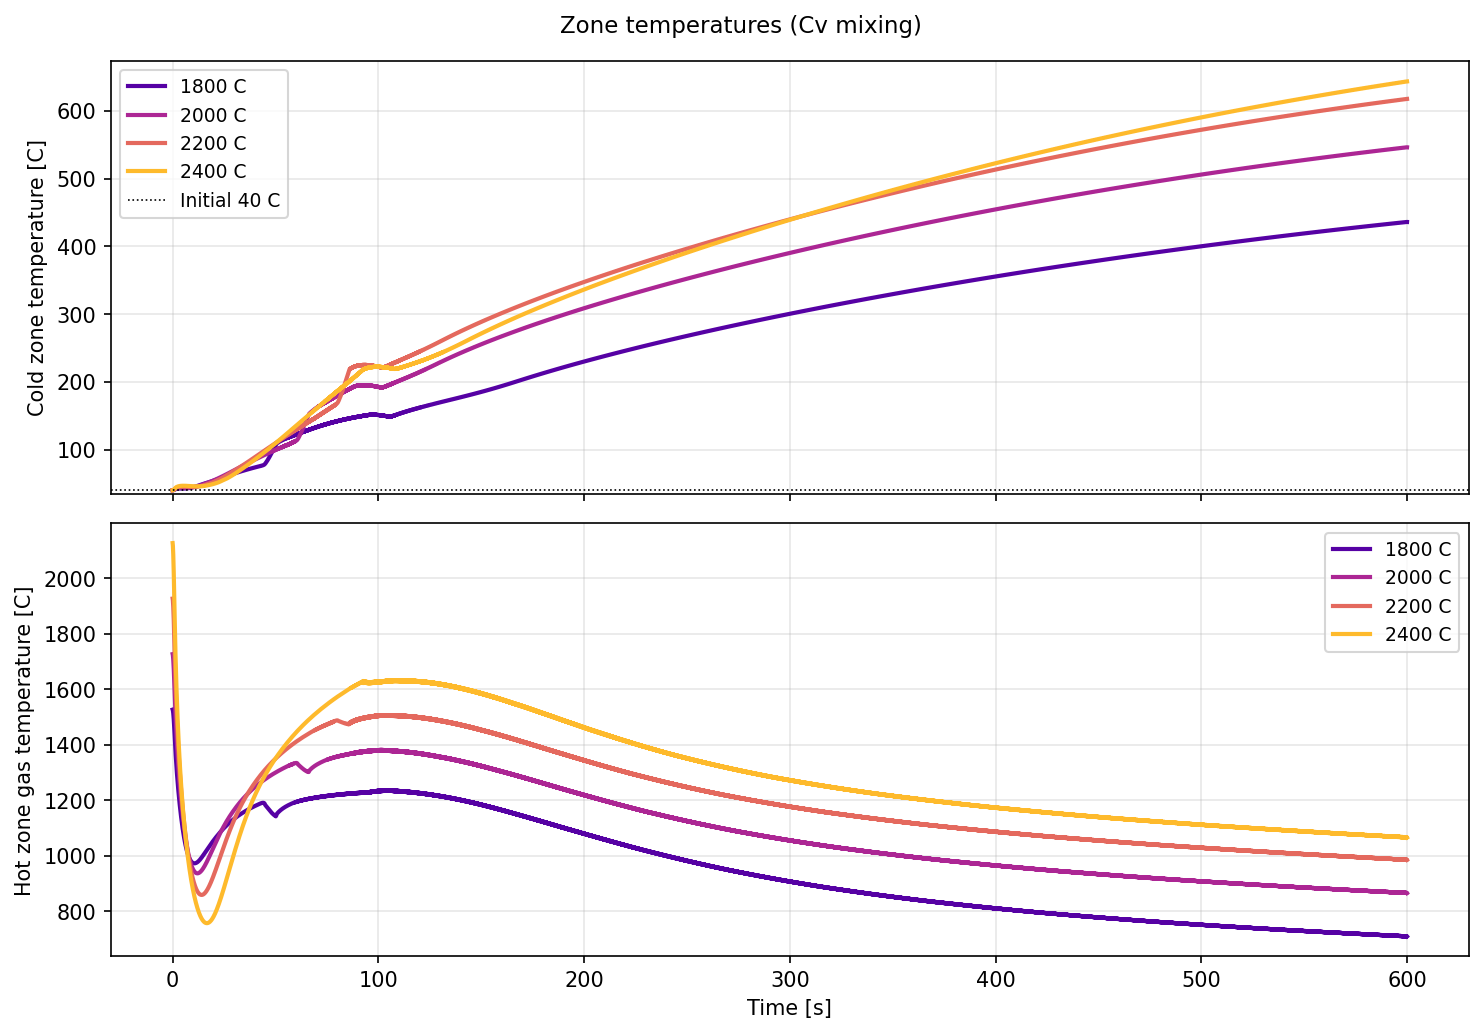 Zone temperatures (Cv mixing)
Cold zone temperature [C]
600
500
400
300
200
100
1800 C
2000 C
2200 C
2400 C
Initial 40 C
Hot zone gas temperature [C]
2000
1800
1600
1400
1200
1000
800
1800 C
2000 C
2200 C
2400 C
0 100 200 300 400 500 600
Time [s]